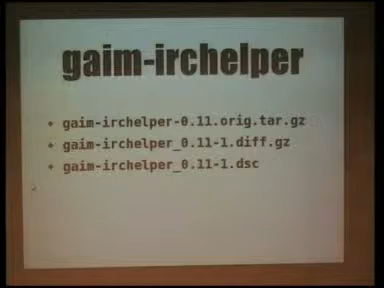 gaim-irchelper
gaim-irchelper-0.11.orig.tar.gz
gaim-irchelper_0.11-1.diff.gz
gaim-irchelper_0.11-1.dsc